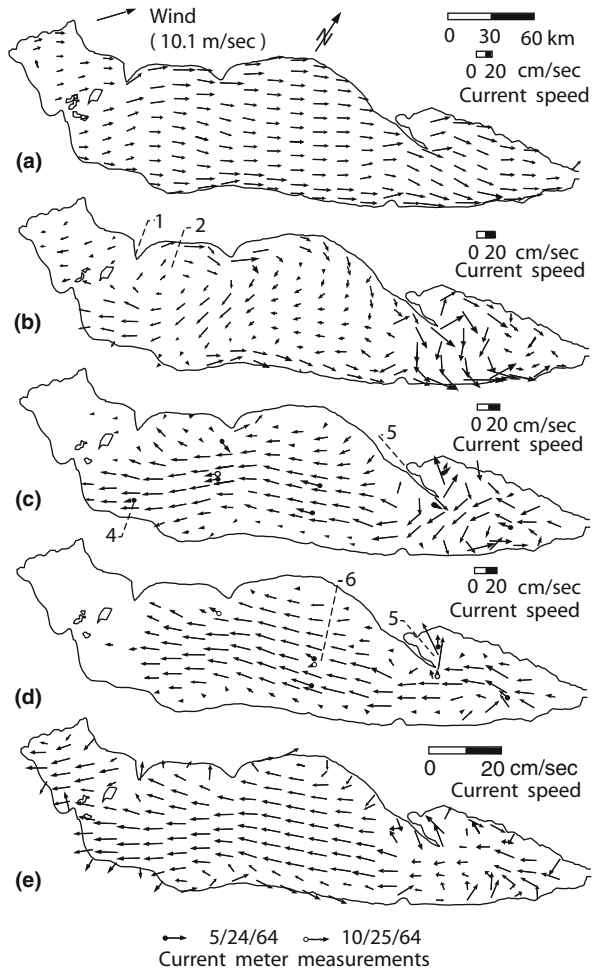 Wind
( 10.1 m/sec )
N
0 30 60 km
0 20 cm/sec
Current speed
(a)
1
2
0 20 cm/sec
Current speed
(b)
0 20 cm/sec
Current speed
5
(c)
4
0 20 cm/sec
Current speed
6
5
(d)
0 20 cm/sec
Current speed
(e)
5/24/64 10/25/64
Current meter measurements